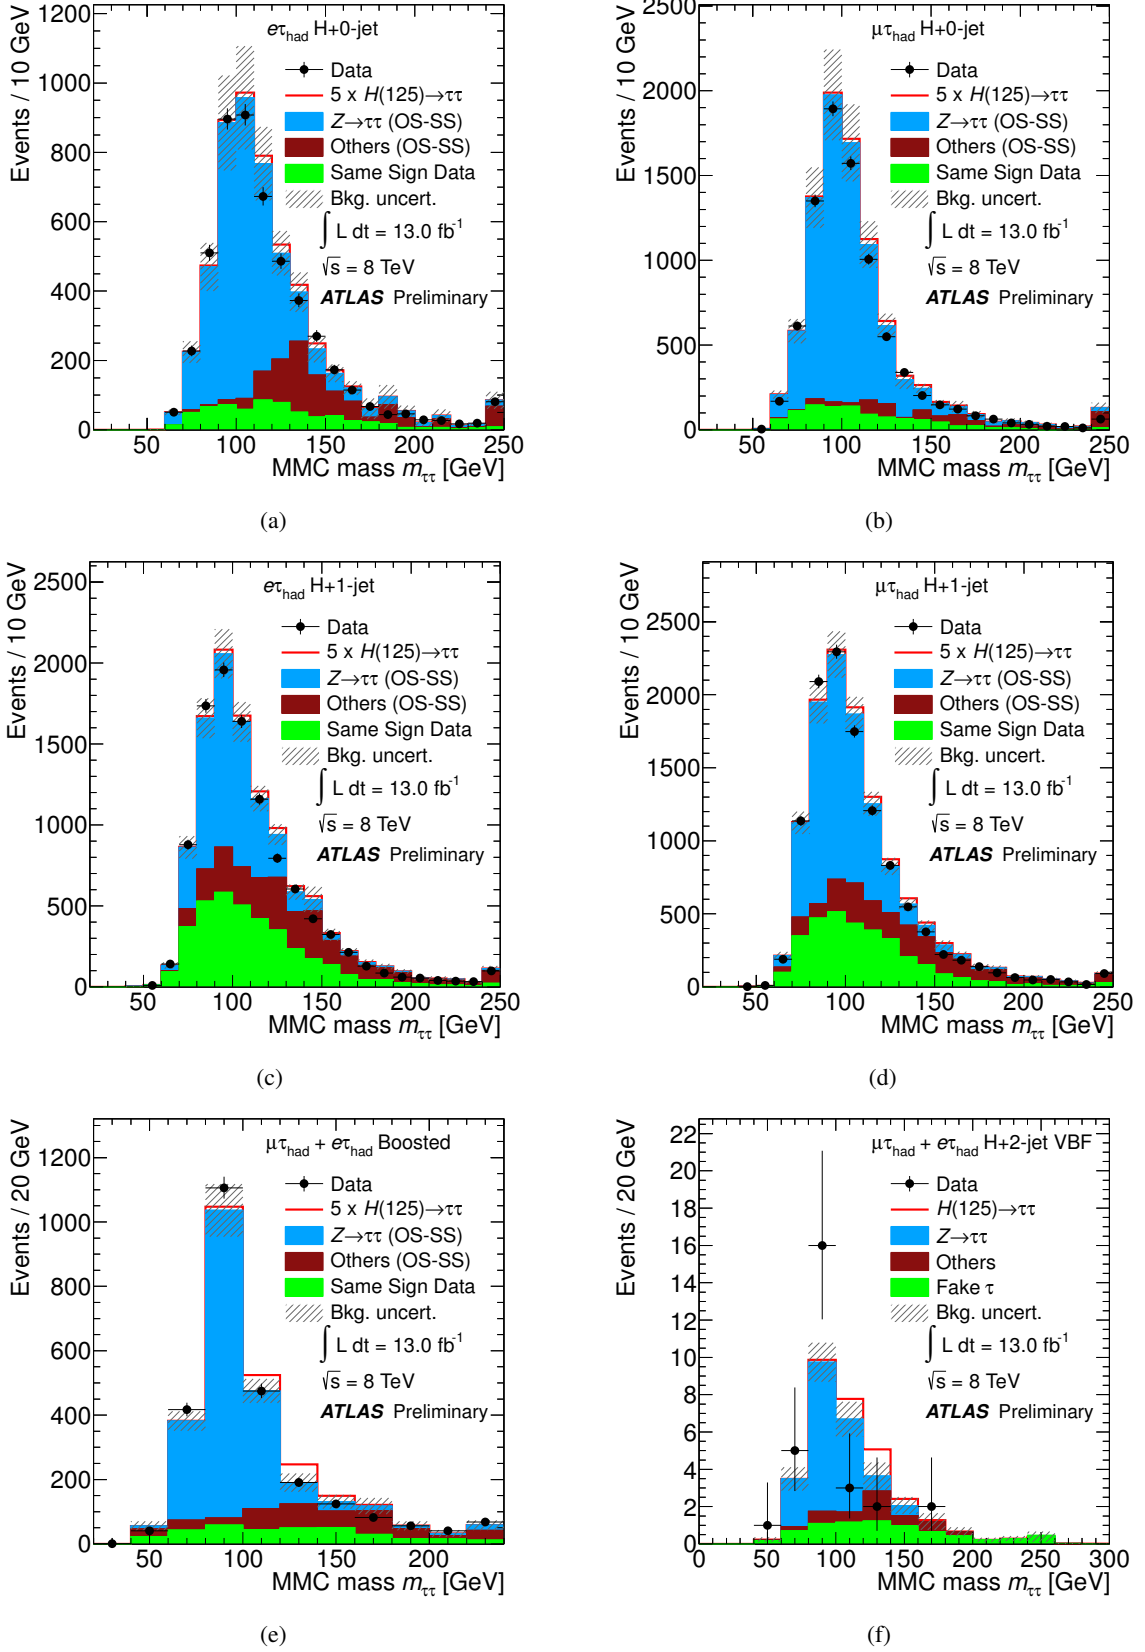 eτhad H+0-jet
Data
5 x H(125)→ττ
Z→ττ (OS-SS)
Others (OS-SS)
Same Sign Data
Bkg. uncert.
∫ L dt = 13.0 fb-1
√s = 8 TeV
ATLAS Preliminary
Events / 10 GeV
0
200
400
600
800
1000
1200
50
100
150
200
250
MMC mass mττ [GeV]
(a)
μτhad H+0-jet
Data
5 x H(125)→ττ
Z→ττ (OS-SS)
Others (OS-SS)
Same Sign Data
Bkg. uncert.
∫ L dt = 13.0 fb-1
√s = 8 TeV
ATLAS Preliminary
Events / 10 GeV
0
500
1000
1500
2000
2500
50
100
150
200
250
MMC mass mττ [GeV]
(b)
eτhad H+1-jet
Data
5 x H(125)→ττ
Z→ττ (OS-SS)
Others (OS-SS)
Same Sign Data
Bkg. uncert.
∫ L dt = 13.0 fb-1
√s = 8 TeV
ATLAS Preliminary
Events / 10 GeV
0
500
1000
1500
2000
2500
50
100
150
200
250
MMC mass mττ [GeV]
(c)
μτhad H+1-jet
Data
5 x H(125)→ττ
Z→ττ (OS-SS)
Others (OS-SS)
Same Sign Data
Bkg. uncert.
∫ L dt = 13.0 fb-1
√s = 8 TeV
ATLAS Preliminary
Events / 10 GeV
0
500
1000
1500
2000
2500
50
100
150
200
250
MMC mass mττ [GeV]
(d)
μτhad + eτhad Boosted
Data
5 x H(125)→ττ
Z→ττ (OS-SS)
Others (OS-SS)
Same Sign Data
Bkg. uncert.
∫ L dt = 13.0 fb-1
√s = 8 TeV
ATLAS Preliminary
Events / 20 GeV
0
200
400
600
800
1000
1200
50
100
150
200
MMC mass mττ [GeV]
(e)
μτhad + eτhad H+2-jet VBF
Data
H(125)→ττ
Z→ττ
Others
Fake τ
Bkg. uncert.
∫ L dt = 13.0 fb-1
√s = 8 TeV
ATLAS Preliminary
Events / 20 GeV
0
2
4
6
8
10
12
14
16
18
20
22
0
50
100
150
200
250
300
MMC mass mττ [GeV]
(f)